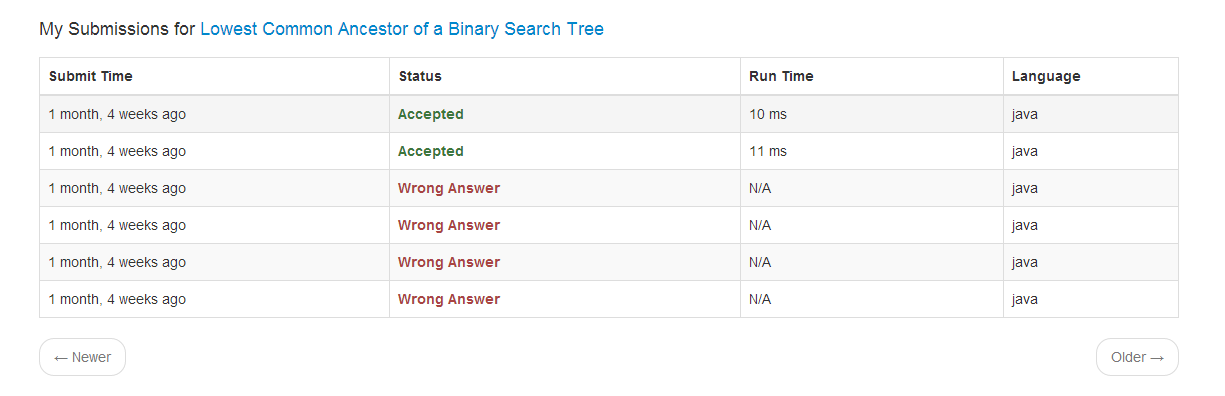 My Submissions for Lowest Common Ancestor of a Binary Search Tree
Submit Time Status Run Time Language
1 month, 4 weeks ago Accepted 10 ms java
1 month, 4 weeks ago Accepted 11 ms java
1 month, 4 weeks ago Wrong Answer N/A java
1 month, 4 weeks ago Wrong Answer N/A java
1 month, 4 weeks ago Wrong Answer N/A java
1 month, 4 weeks ago Wrong Answer N/A java
← Newer Older →